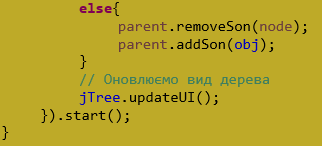 else{
parent.removeSon(node);
parent.addSon(obj);
}
// Оновлюємо вид дерева
jTree.updateUI();
}).start();
}